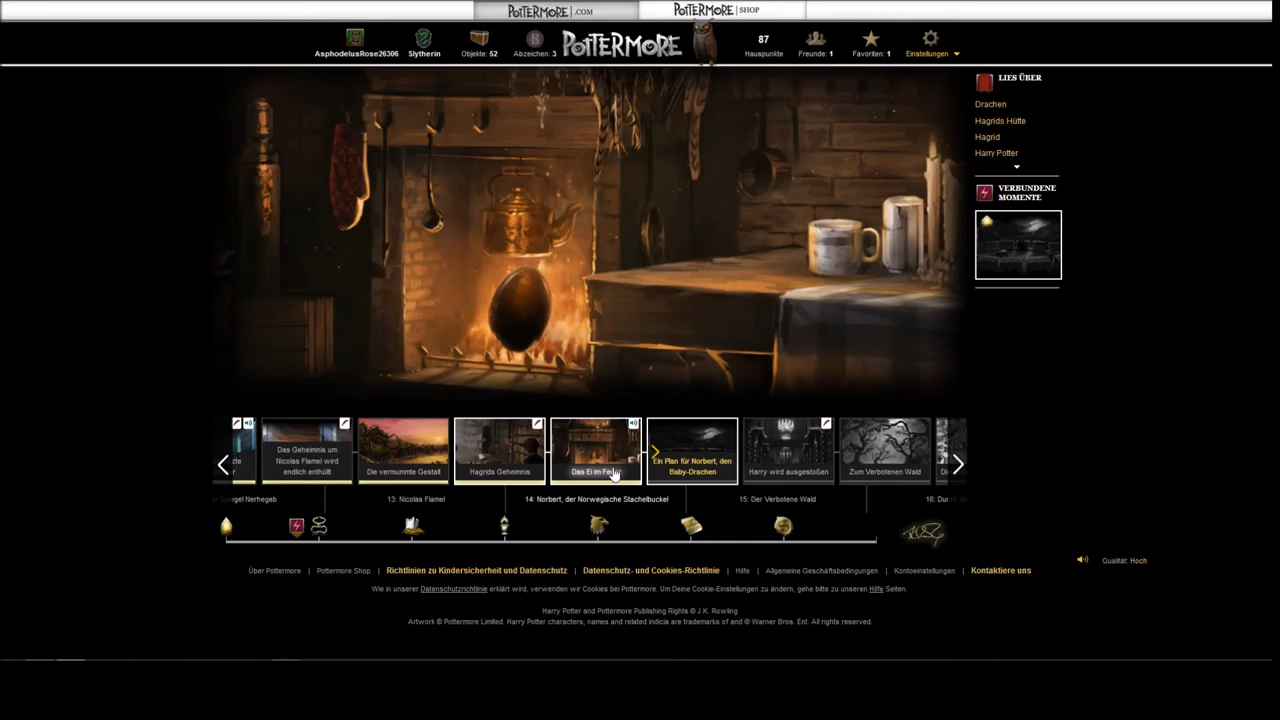 POTTERMORE .COM
POTTERMORE SHOP
AsphodelusRose26306
Slytherin
Objekte: 52
B
Abzeichen: 3
POTTERMORE
87
Hauspunkte
Freunde: 1
Favoriten: 1
Einstellungen
LIES ÜBER
Drachen
Hagrids Hütte
Hagrid
Harry Potter
VERBUNDENE
MOMENTE
Das Geheimnis um
Nicolas Flamel wird
endlich enthüllt
Die vermummte Gestalt
Hagrids Geheimnis
Das Ei im Feuer
Ein Plan für Norbert, den
Baby-Drachen
Harry wird ausgestoßen
Zum Verbotenen Wald
Spiegel Nerhegeb
13: Nicolas Flamel
14: Norbert, der Norwegische Stachelbuckel
15: Der Verbotene Wald
16: Durch
Über Pottermore | Pottermore Shop | Richtlinien zu Kindersicherheit und Datenschutz | Datenschutz- und Cookies-Richtlinie | Hilfe | Allgemeine Geschäftsbedingungen | Kontoeinstellungen | Kontaktiere uns
Qualität: Hoch
Wie in unserer Datenschutzrichtlinie erklärt wird, verwenden wir Cookies bei Pottermore. Um Deine Cookie-Einstellungen zu ändern, gehe bitte zu unseren Hilfe Seiten.
Harry Potter and Pottermore Publishing Rights © J.K. Rowling
Artwork © Pottermore Limited. Harry Potter characters, names and related indicia are trademarks of and © Warner Bros. Ent. All rights reserved.